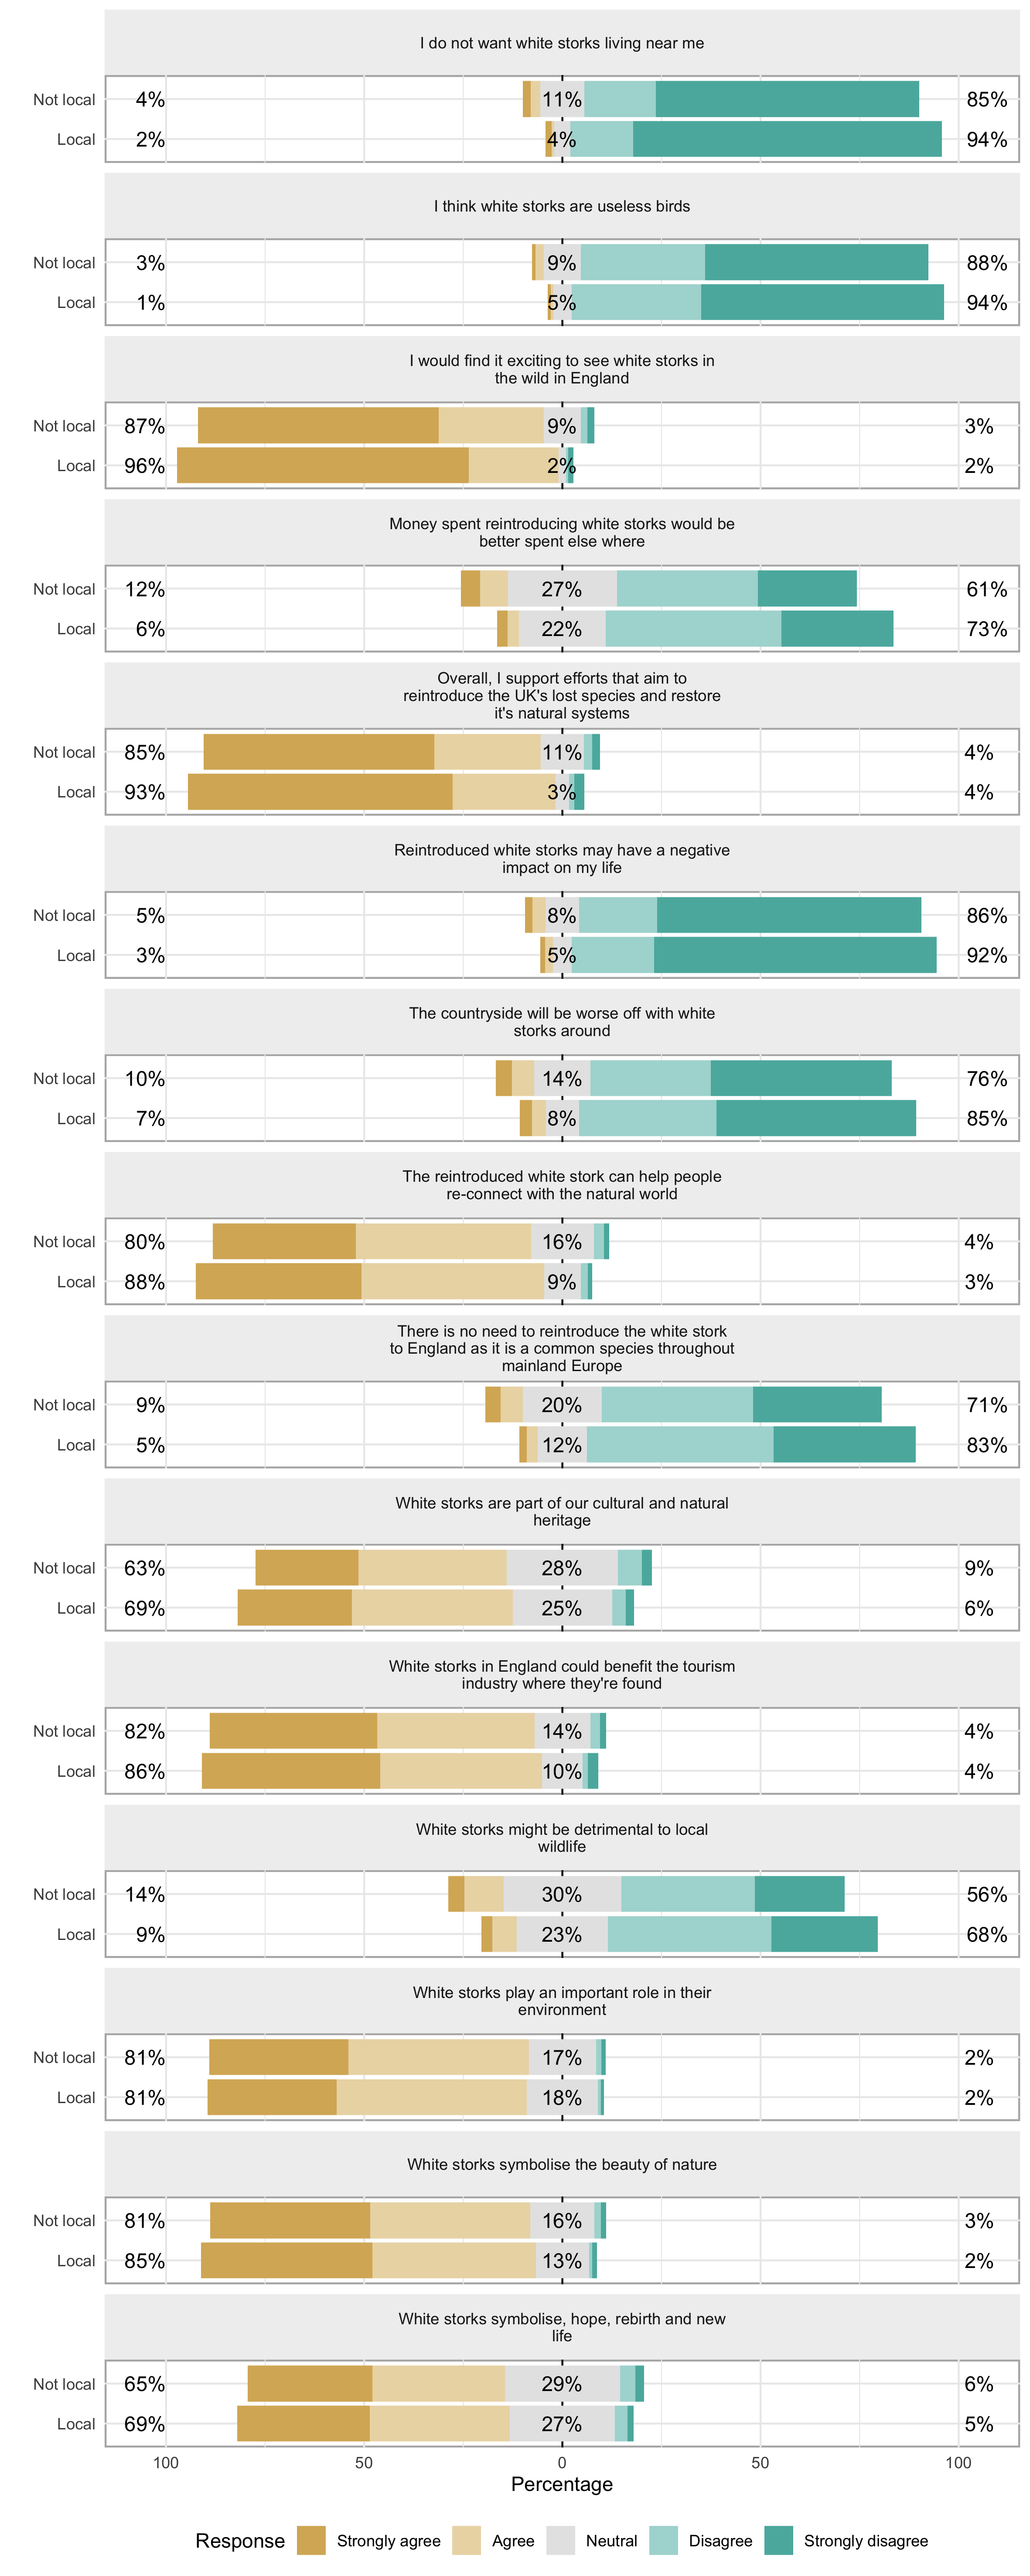 I do not want white storks living near me
Not local 4% 11% 85%
Local 2% 4% 94%
I think white storks are useless birds
Not local 3% 9% 88%
Local 1% 5% 94%
I would find it exciting to see white storks in
the wild in England
Not local 87% 9% 3%
Local 96% 2% 2%
Money spent reintroducing white storks would be
better spent else where
Not local 12% 27% 61%
Local 6% 22% 73%
Overall, I support efforts that aim to
reintroduce the UK's lost species and restore
it's natural systems
Not local 85% 11% 4%
Local 93% 3% 4%
Reintroduced white storks may have a negative
impact on my life
Not local 5% 8% 86%
Local 3% 5% 92%
The countryside will be worse off with white
storks around
Not local 10% 14% 76%
Local 7% 8% 85%
The reintroduced white stork can help people
re-connect with the natural world
Not local 80% 16% 4%
Local 88% 9% 3%
There is no need to reintroduce the white stork
to England as it is a common species throughout
mainland Europe
Not local 9% 20% 71%
Local 5% 12% 83%
White storks are part of our cultural and natural
heritage
Not local 63% 28% 9%
Local 69% 25% 6%
White storks in England could benefit the tourism
industry where they're found
Not local 82% 14% 4%
Local 86% 10% 4%
White storks might be detrimental to local
wildlife
Not local 14% 30% 56%
Local 9% 23% 68%
White storks play an important role in their
environment
Not local 81% 17% 2%
Local 81% 18% 2%
White storks symbolise the beauty of nature
Not local 81% 16% 3%
Local 85% 13% 2%
White storks symbolise, hope, rebirth and new
life
Not local 65% 29% 6%
Local 69% 27% 5%
100 50 0 50 100
Percentage
Response Strongly agree Agree Neutral Disagree Strongly disagree